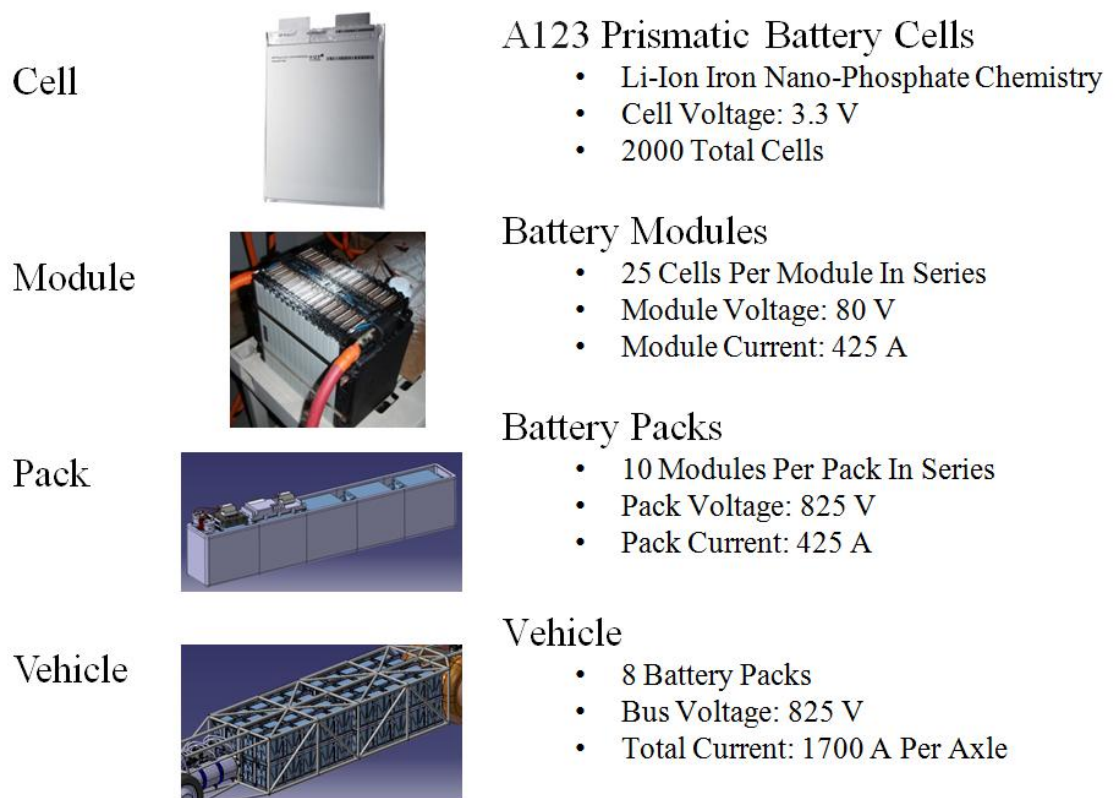 Cell
A123 Prismatic Battery Cells
• Li-Ion Iron Nano-Phosphate Chemistry
• Cell Voltage: 3.3 V
• 2000 Total Cells
Module
Battery Modules
• 25 Cells Per Module In Series
• Module Voltage: 80 V
• Module Current: 425 A
Pack
Battery Packs
• 10 Modules Per Pack In Series
• Pack Voltage: 825 V
• Pack Current: 425 A
Vehicle
Vehicle
• 8 Battery Packs
• Bus Voltage: 825 V
• Total Current: 1700 A Per Axle